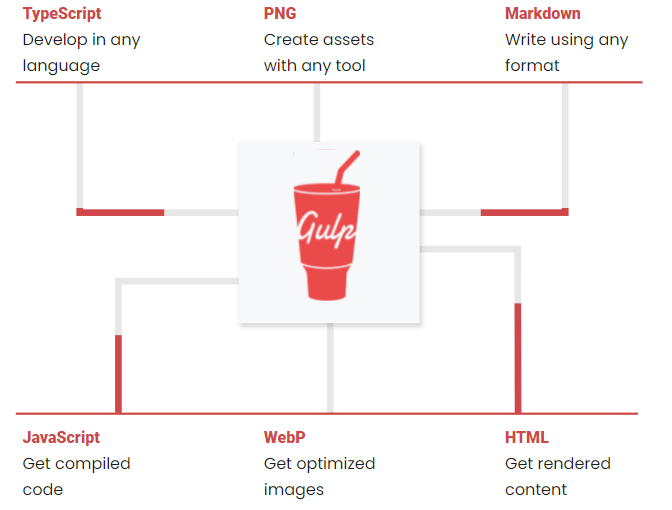 TypeScript
Develop in any
language
PNG
Create assets
with any tool
Markdown
Write using any
format
Gulp
JavaScript
Get compiled
code
WebP
Get optimized
images
HTML
Get rendered
content